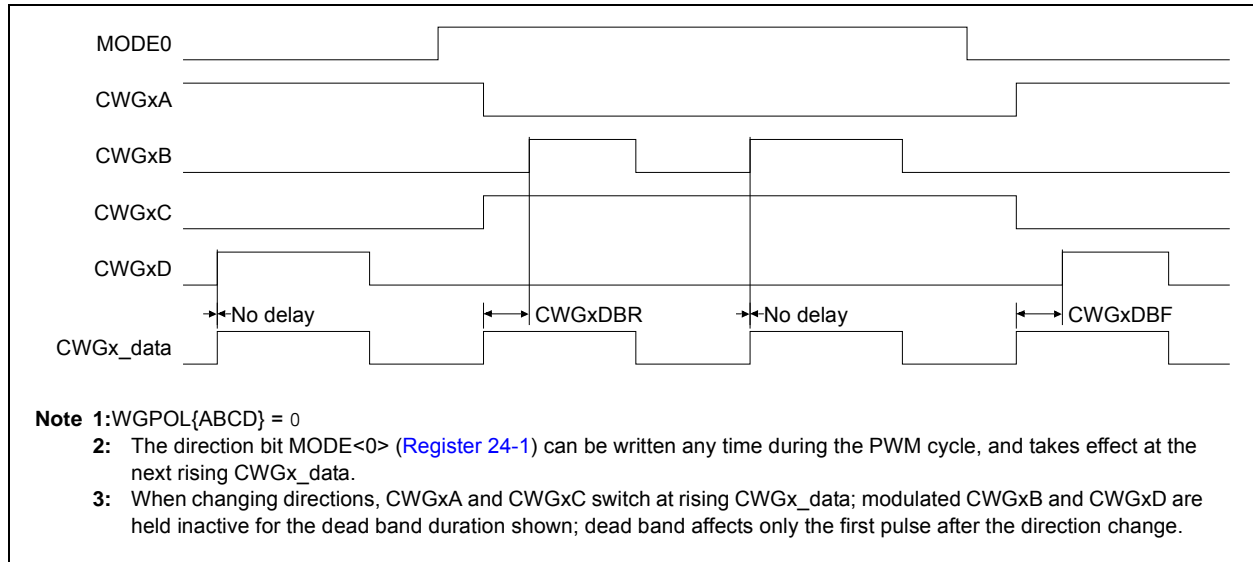 MODE0
CWGxA
CWGxB
CWGxC
CWGxD
No delay CWGxDBR No delay CWGxDBF
CWGx_data
Note 1:WGPOL{ABCD} = 0
2: The direction bit MODE<0> (Register 24-1) can be written any time during the PWM cycle, and takes effect at the
next rising CWGx_data.
3: When changing directions, CWGxA and CWGxC switch at rising CWGx_data; modulated CWGxB and CWGxD are
held inactive for the dead band duration shown; dead band affects only the first pulse after the direction change.